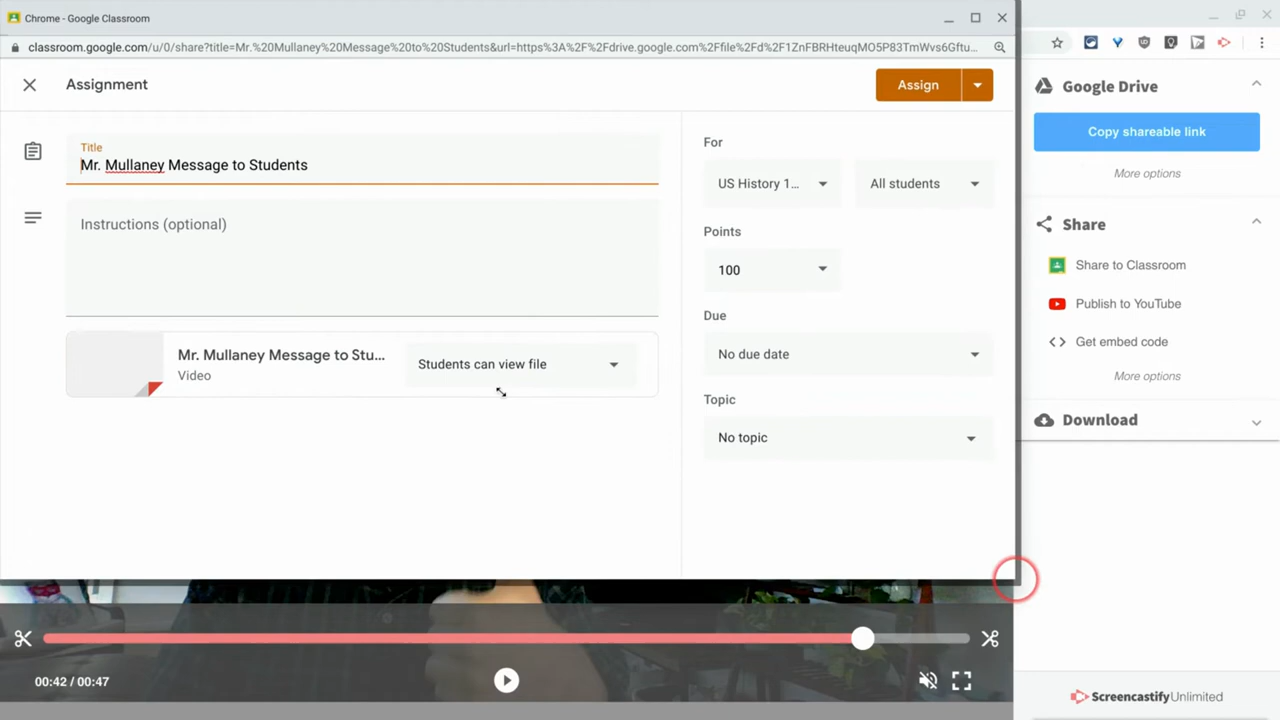 Chrome - Google Classroom
classroom.google.com/u/0/share?title=Mr.%20Mullaney%20Message%20to%20Students&url=https%3A%2F%2Fdrive.google.com%2Ffile%2Fd%2F1ZnFBRHteuqMO5P83TmWvs6Gftu...
Assignment
Assign
Title
Mr. Mullaney Message to Students
Instructions (optional)
Mr. Mullaney Message to Stu...
Video
Students can view file
For
US History 1...
All students
Points
100
Due
No due date
Topic
No topic
Google Drive
Copy shareable link
More options
Share
Share to Classroom
Publish to YouTube
Get embed code
More options
Download
00:42 / 00:47
Screencastify Unlimited